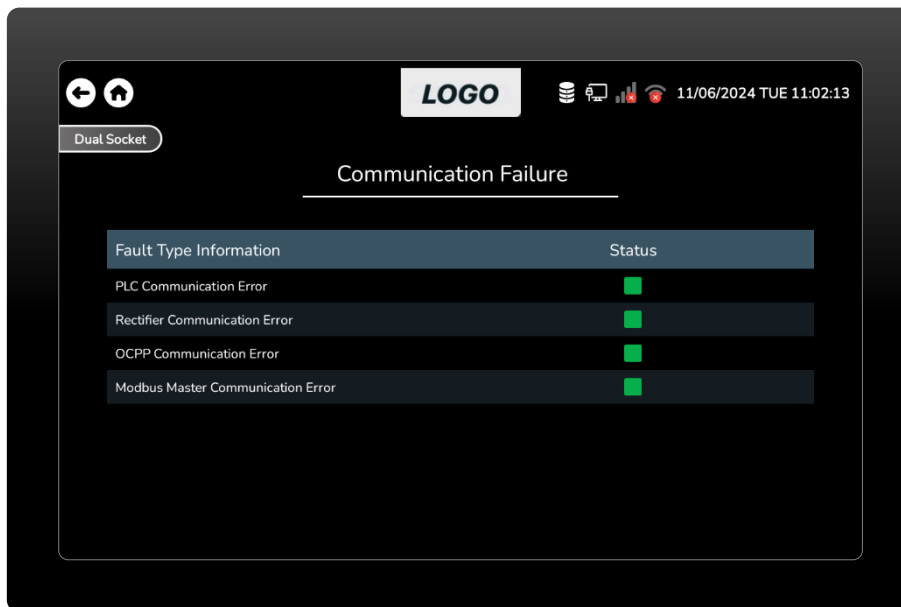 LOGO
11/06/2024 TUE 11:02:13
Dual Socket
Communication Failure
Fault Type Information Status
PLC Communication Error
Rectifier Communication Error
OCPP Communication Error
Modbus Master Communication Error